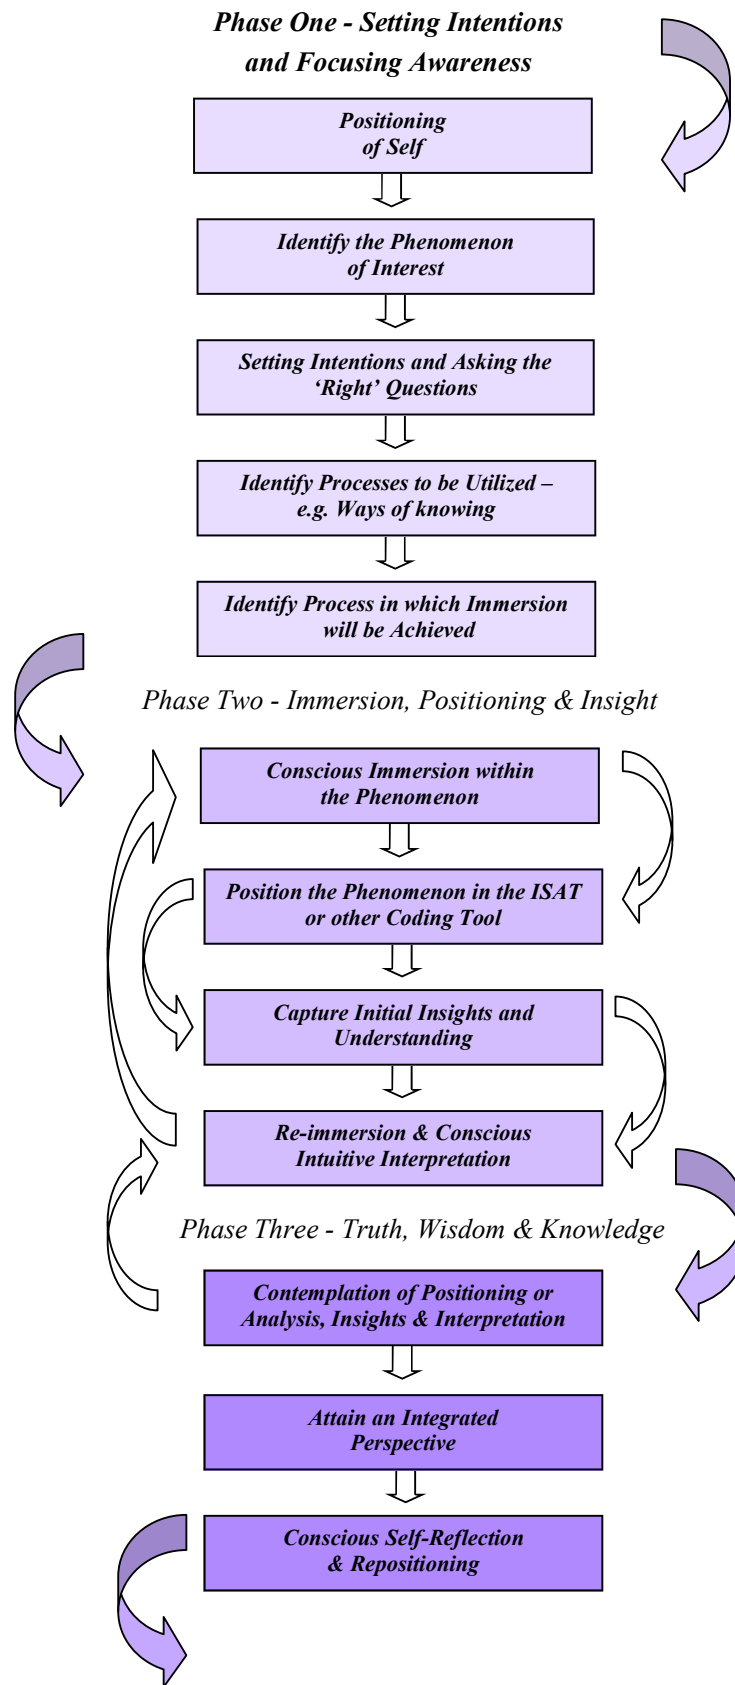 Phase One - Setting Intentions
and Focusing Awareness
Positioning
of Self
Identify the Phenomenon
of Interest
Setting Intentions and Asking the
‘Right’ Questions
Identify Processes to be Utilized –
e.g. Ways of knowing
Identify Process in which Immersion
will be Achieved
Phase Two - Immersion, Positioning & Insight
Conscious Immersion within
the Phenomenon
Position the Phenomenon in the ISAT
or other Coding Tool
Capture Initial Insights and
Understanding
Re-immersion & Conscious
Intuitive Interpretation
Phase Three - Truth, Wisdom & Knowledge
Contemplation of Positioning or
Analysis, Insights & Interpretation
Attain an Integrated
Perspective
Conscious Self-Reflection
& Repositioning